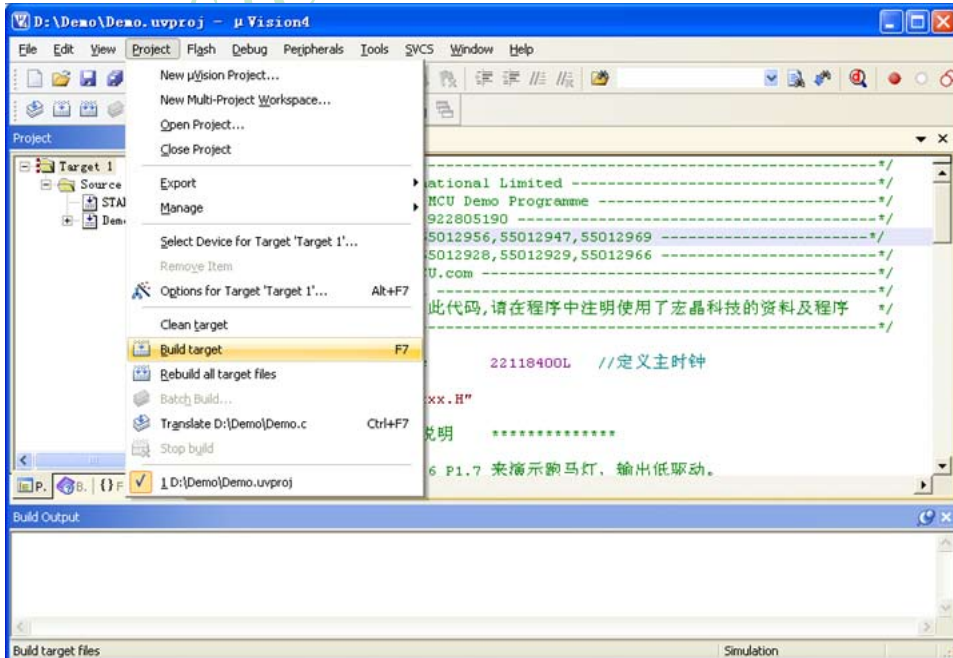 D:\Demo\Demo.uvproj - µVision4
File Edit View Project Flash Debug Peripherals Tools SVCS Window Help
Project
Target 1
Source
STA
Dem
P. B. {} F
New µVision Project...
New Multi-Project Workspace...
Open Project...
Close Project
Export
Manage
Select Device for Target 'Target 1'...
Remove Item
Options for Target 'Target 1'... Alt+F7
Clean target
Build target F7
Rebuild all target files
Batch Build...
Translate D:\Demo\Demo.c Ctrl+F7
Stop build
1 D:\Demo\Demo.uvproj
---------------------------------------------*/
national Limited --------------------------------*/
MCU Demo Programme -----------------------------*/
922805190 --------------------------------------*/
55012956,55012947,55012969 ----------------------*/
55012928,55012929,55012966 ----------------------*/
U.com ------------------------------------------*/
---------------------------------------------*/
此代码,请在程序中注明使用了宏晶科技的资料及程序 */
---------------------------------------------*/
22118400L //定义主时钟
xx.H"
说明 **************
6 P1.7 来演示跑马灯, 输出低驱动。
Build Output
Build target files Simulation